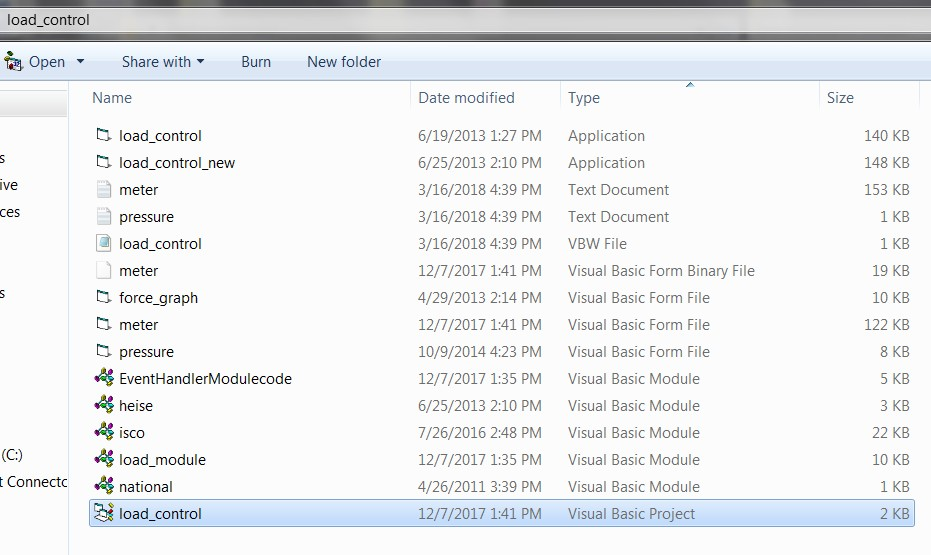 load_control
Open Share with Burn New folder
Name Date modified Type Size
load_control 6/19/2013 1:27 PM Application 140 KB
s load_control_new 6/25/2013 2:10 PM Application 148 KB
ive meter 3/16/2018 4:39 PM Text Document 153 KB
ces pressure 3/16/2018 4:39 PM Text Document 1 KB
load_control 3/16/2018 4:39 PM VBW File 1 KB
meter 12/7/2017 1:41 PM Visual Basic Form Binary File 19 KB
s force_graph 4/29/2013 2:14 PM Visual Basic Form File 10 KB
meter 12/7/2017 1:41 PM Visual Basic Form File 122 KB
pressure 10/9/2014 4:23 PM Visual Basic Form File 8 KB
EventHandlerModulecode 12/7/2017 1:35 PM Visual Basic Module 5 KB
heise 6/25/2013 2:10 PM Visual Basic Module 3 KB
isco 7/26/2016 2:48 PM Visual Basic Module 22 KB
(C:) load_module 12/7/2017 1:35 PM Visual Basic Module 10 KB
t Connecto national 4/26/2011 3:39 PM Visual Basic Module 1 KB
load_control 12/7/2017 1:41 PM Visual Basic Project 2 KB